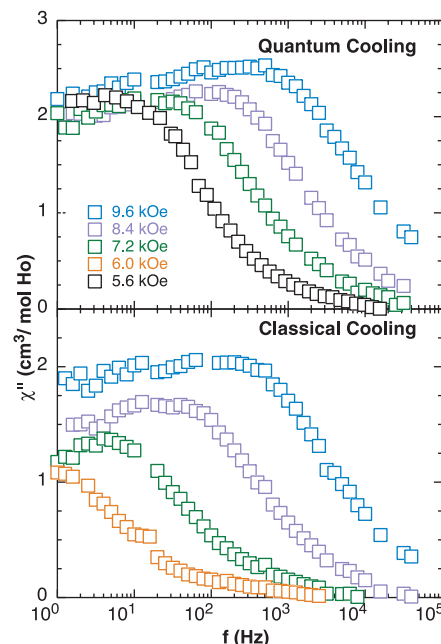 3
Quantum Cooling
2
1
9.6 kOe
8.4 kOe
7.2 kOe
6.0 kOe
5.6 kOe
0
χ'' (cm³/ mol Ho)
Classical Cooling
2
1
0
10⁰ 10¹ 10² 10³ 10⁴ 10⁵
f (Hz)